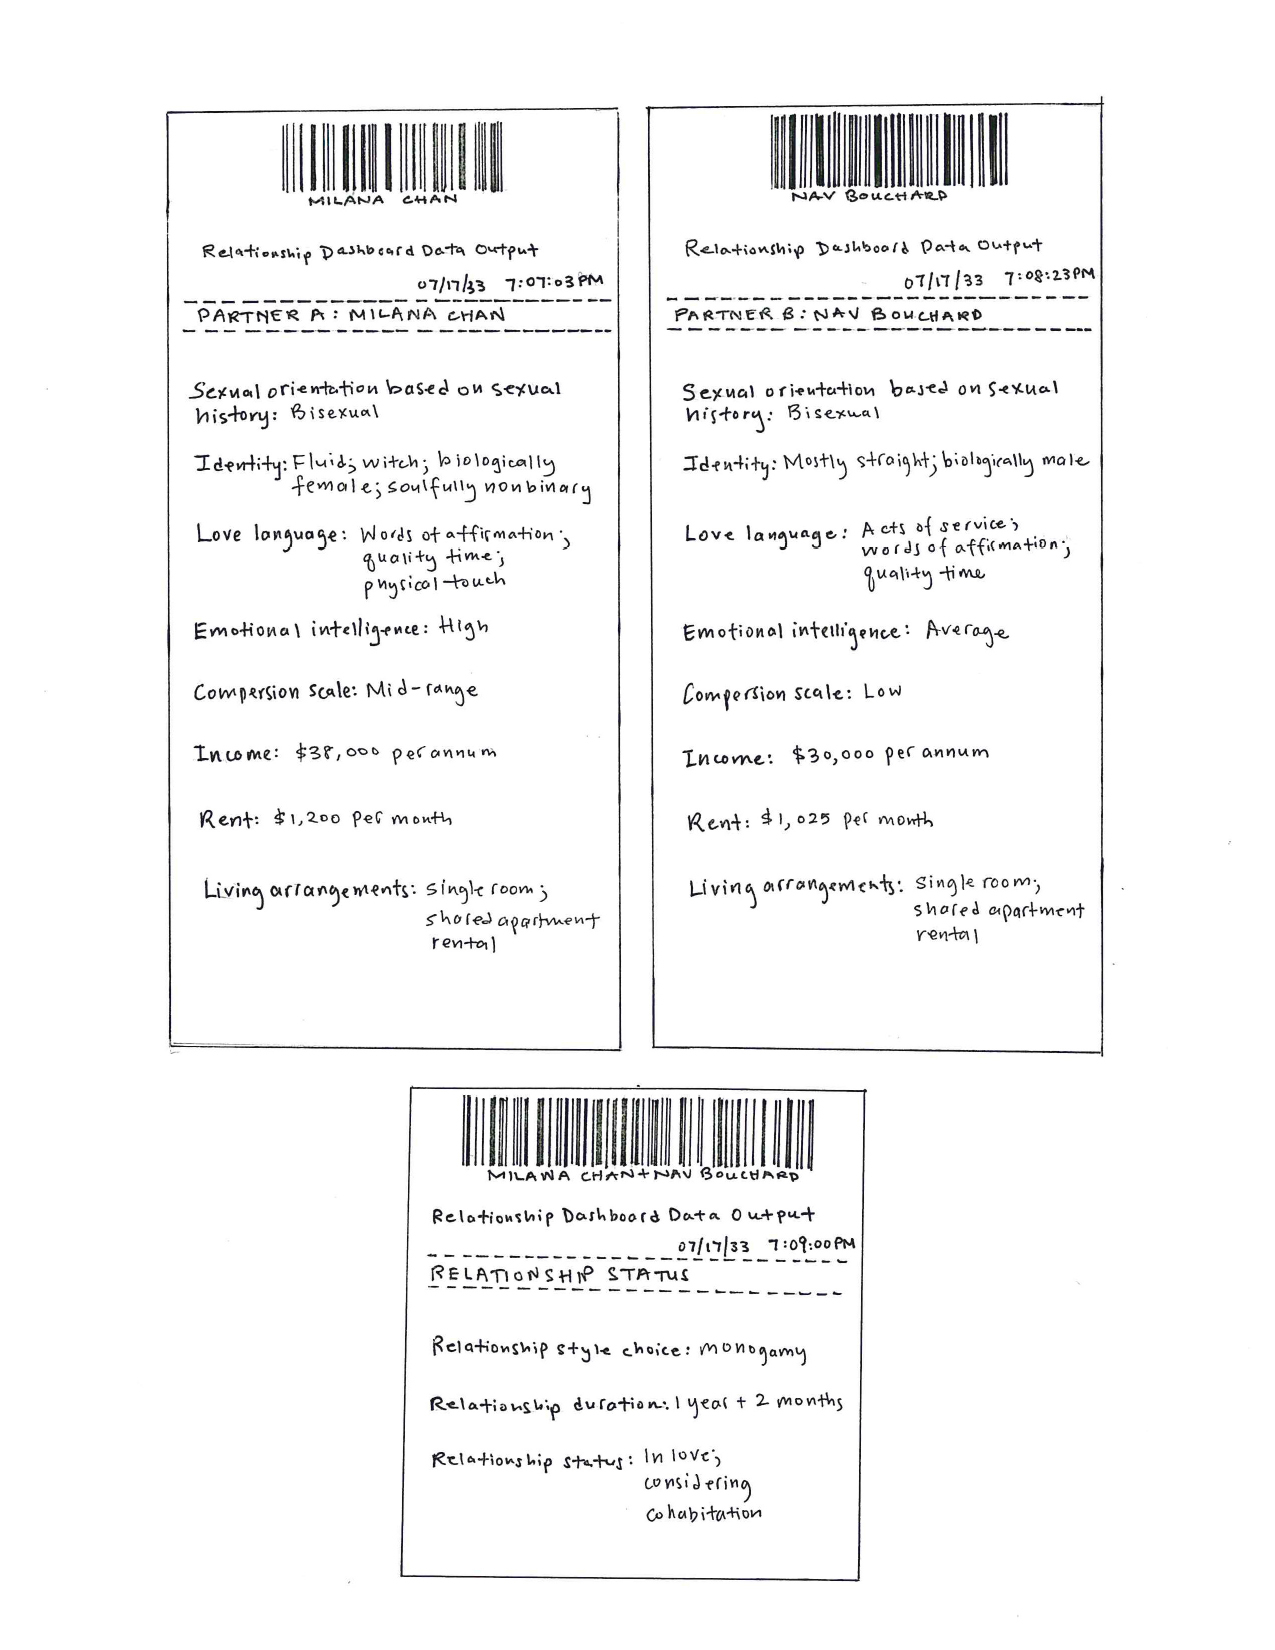 MILANA CHAN
Relationship Dashboard Data Output
07/17/33 7:07:03PM
PARTNER A: MILANA CHAN
Sexual orientation based on sexual
history: Bisexual
Identity: Fluid; witch; biologically
female; soulfully nonbinary
Love language: Words of affirmation;
quality time;
physical touch
Emotional intelligence: High
Compersion scale: Mid-range
Income: $38,000 per annum
Rent: $1,200 per month
Living arrangements: single room;
shared apartment
rental
NAV BOUCHARD
Relationship Dashboard Data Output
07/17/33 7:08:23PM
PARTNER B: NAV BOUCHARD
Sexual orientation based on sexual
history: Bisexual
Identity: Mostly straight; biologically male
Love language: Acts of service;
words of affirmation;
quality time
Emotional intelligence: Average
Compersion scale: Low
Income: $30,000 per annum
Rent: $1,025 per month
Living arrangements: single room;
shared apartment
rental
MILANA CHAN+NAV BOUCHARD
Relationship Dashboard Data Output
07/17/33 7:09:00PM
RELATIONSHIP STATUS
Relationship style choice: monogamy
Relationship duration: 1 year + 2 months
Relationship status: In love;
considering
cohabitation